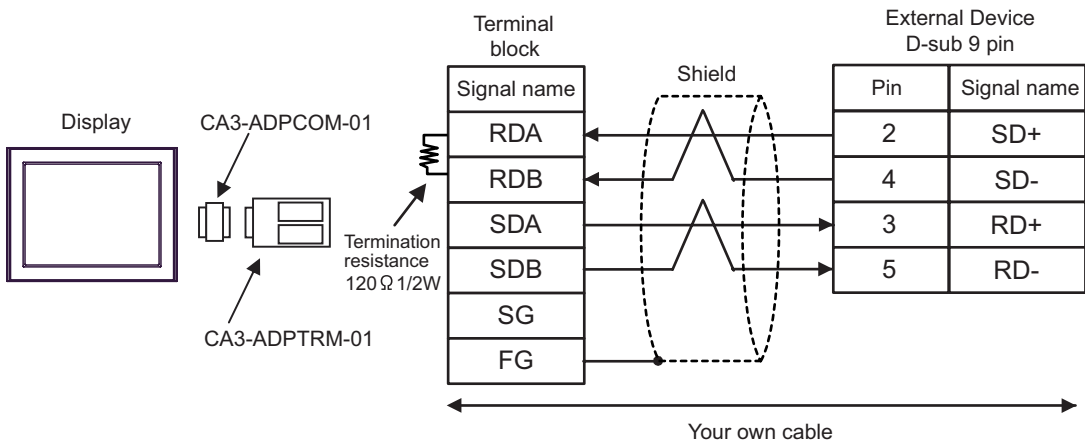 Display
CA3-ADPCOM-01
CA3-ADPTRM-01
Termination
resistance
120Ω 1/2W
Terminal
block
Signal name
RDA
RDB
SDA
SDB
SG
FG
Shield
External Device
D-sub 9 pin
Pin Signal name
2 SD+
4 SD-
3 RD+
5 RD-
Your own cable